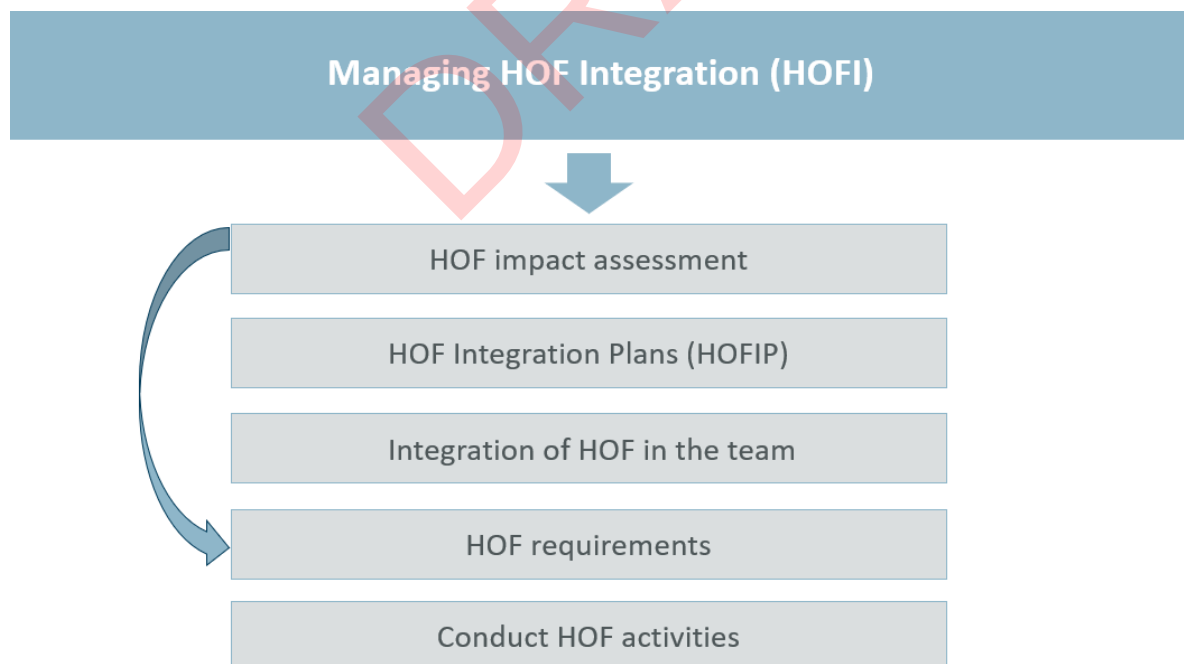 Managing HOF Integration (HOFI)
HOF impact assessment
HOF Integration Plans (HOFIP)
Integration of HOF in the team
HOF requirements
Conduct HOF activities